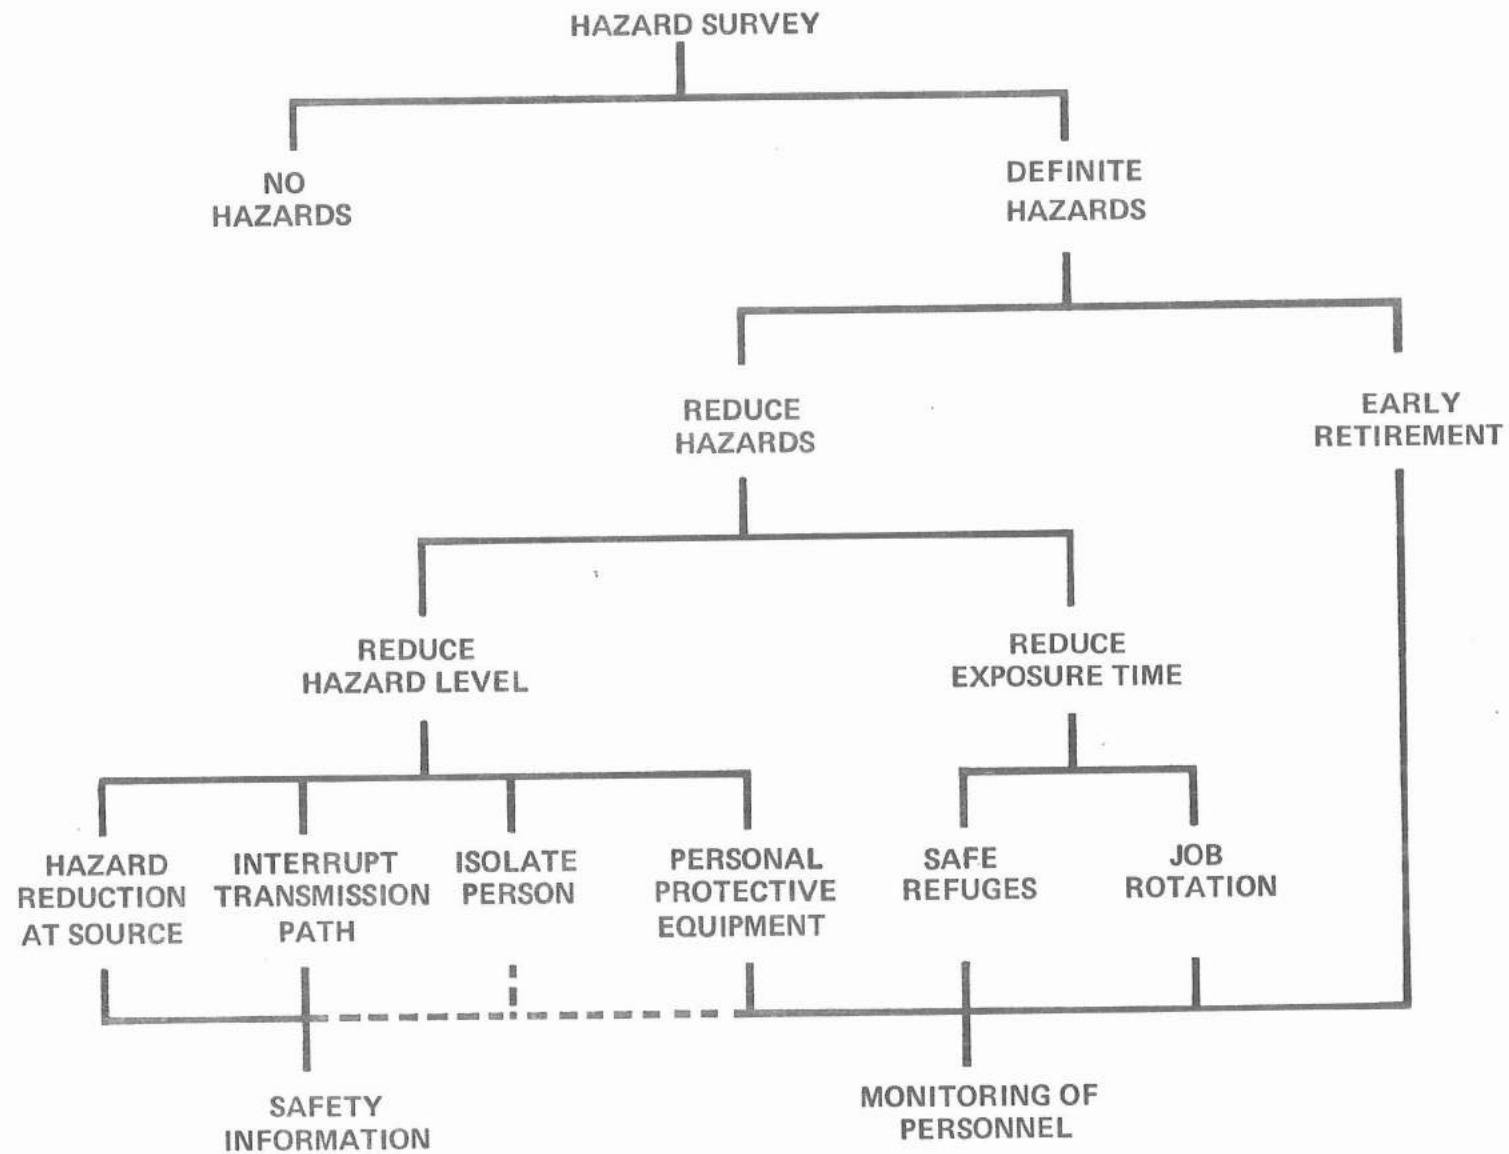 HAZARD SURVEY
NO
HAZARDS
DEFINITE
HAZARDS
REDUCE
HAZARDS
EARLY
RETIREMENT
REDUCE
HAZARD LEVEL
REDUCE
EXPOSURE TIME
HAZARD
REDUCTION
AT SOURCE
INTERRUPT
TRANSMISSION
PATH
ISOLATE
PERSON
PERSONAL
PROTECTIVE
EQUIPMENT
SAFE
REFUGES
JOB
ROTATION
SAFETY
INFORMATION
MONITORING OF
PERSONNEL